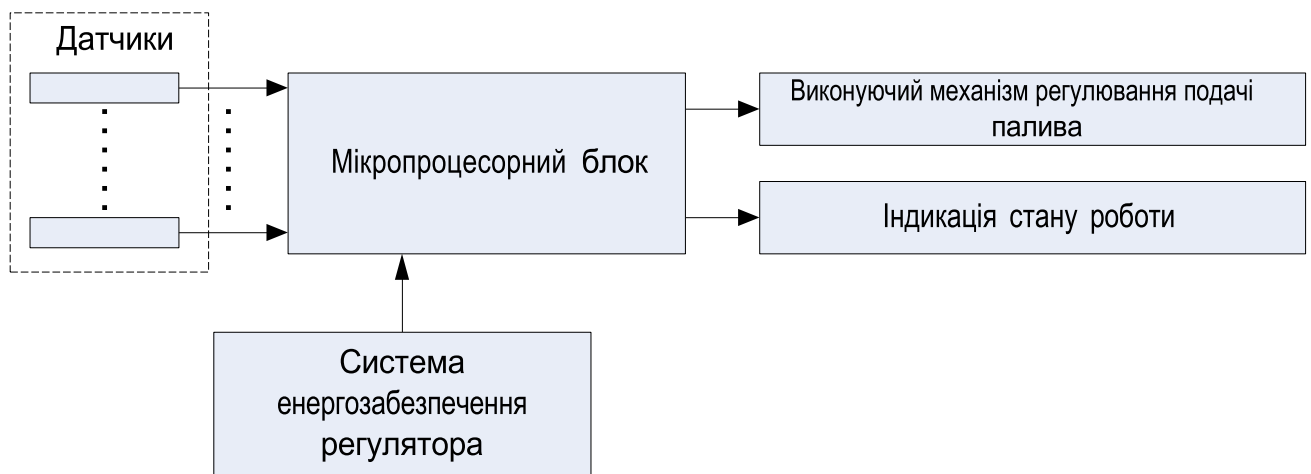 Датчики
Мікропроцесорний блок
Виконуючий механізм регулювання подачі
палива
Індикація стану роботи
Система
енергозабезпечення
регулятора